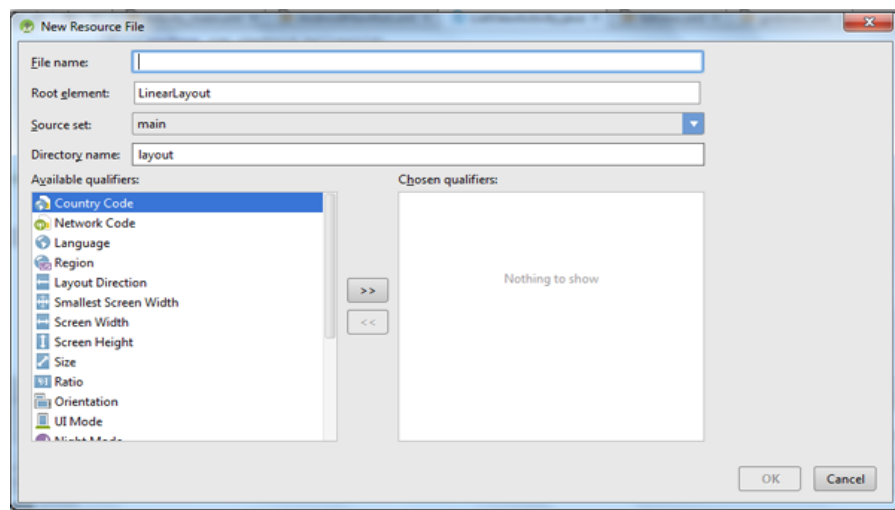 New Resource File
File name:
Root element: LinearLayout
Source set: main
Directory name: layout
Available qualifiers: Chosen qualifiers:
Country Code
Network Code
Language
Region
Layout Direction
Smallest Screen Width
Screen Width
Screen Height
Size
Ratio
Orientation
UI Mode
Night Mode
>>
<<
Nothing to show
OK Cancel